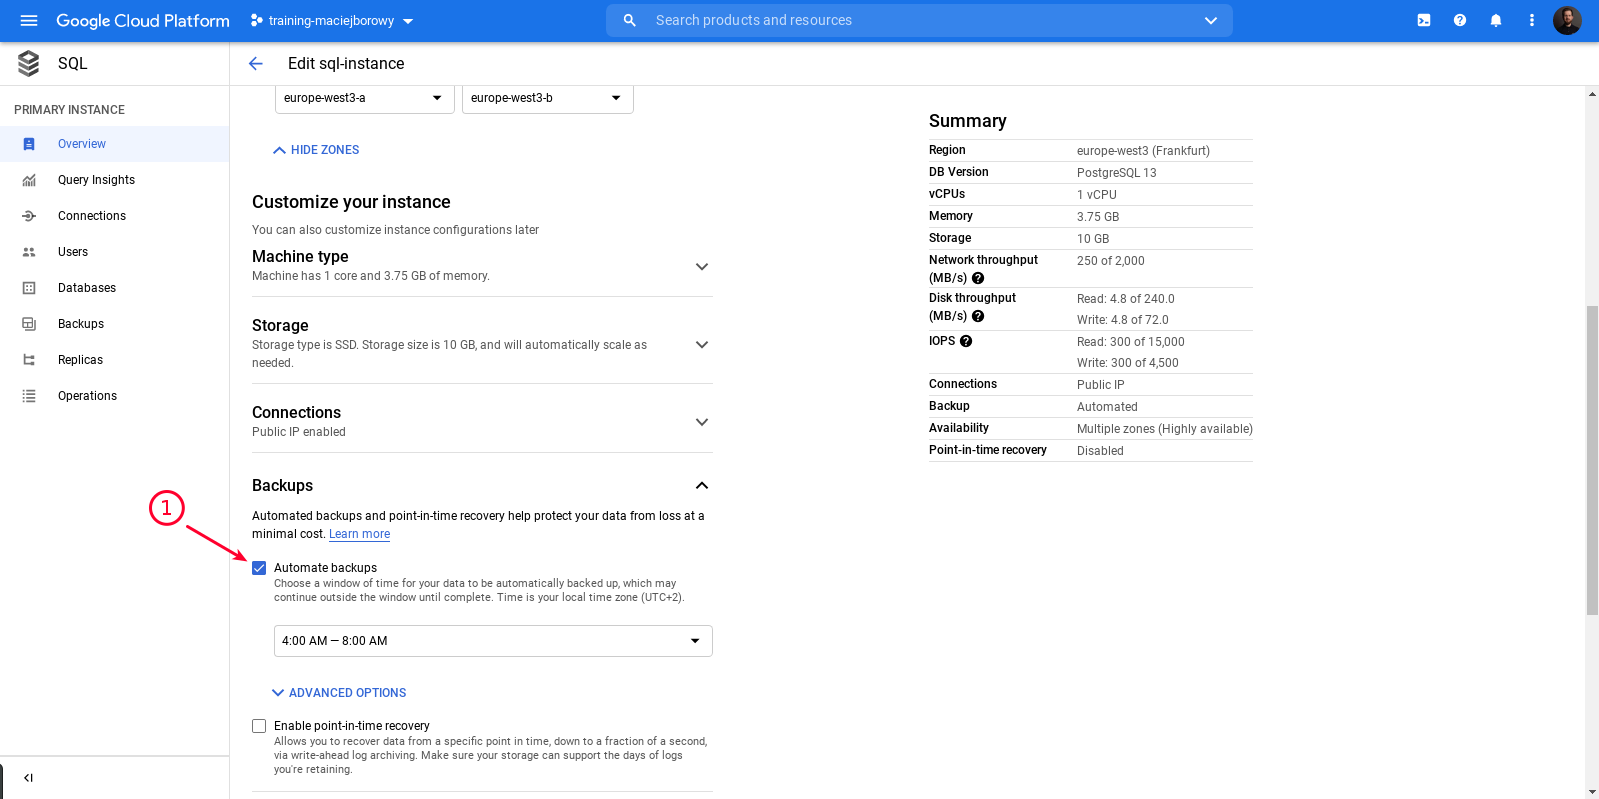 Google Cloud Platform
training-maciejborowy
Search products and resources
SQL
Edit sql-instance
PRIMARY INSTANCE
Overview
Query Insights
Connections
Users
Databases
Backups
Replicas
Operations
europe-west3-a
europe-west3-b
HIDE ZONES
Customize your instance
You can also customize instance configurations later
Machine type
Machine has 1 core and 3.75 GB of memory.
Storage
Storage type is SSD. Storage size is 10 GB, and will automatically scale as
needed.
Connections
Public IP enabled
Backups
Automated backups and point-in-time recovery help protect your data from loss at a
minimal cost. Learn more
1
Automate backups
Choose a window of time for your data to be automatically backed up, which may
continue outside the window until complete. Time is your local time zone (UTC+2).
4:00 AM — 8:00 AM
ADVANCED OPTIONS
Enable point-in-time recovery
Allows you to recover data from a specific point in time, down to a fraction of a second,
via write-ahead log archiving. Make sure your storage can support the days of logs
you're retaining.
Summary
Region europe-west3 (Frankfurt)
DB Version PostgreSQL 13
vCPUs 1 vCPU
Memory 3.75 GB
Storage 10 GB
Network throughput 250 of 2,000
(MB/s) ?
Disk throughput Read: 4.8 of 240.0
(MB/s) ? Write: 4.8 of 72.0
IOPS ? Read: 300 of 15,000
Write: 300 of 4,500
Connections Public IP
Backup Automated
Availability Multiple zones (Highly available)
Point-in-time recovery Disabled